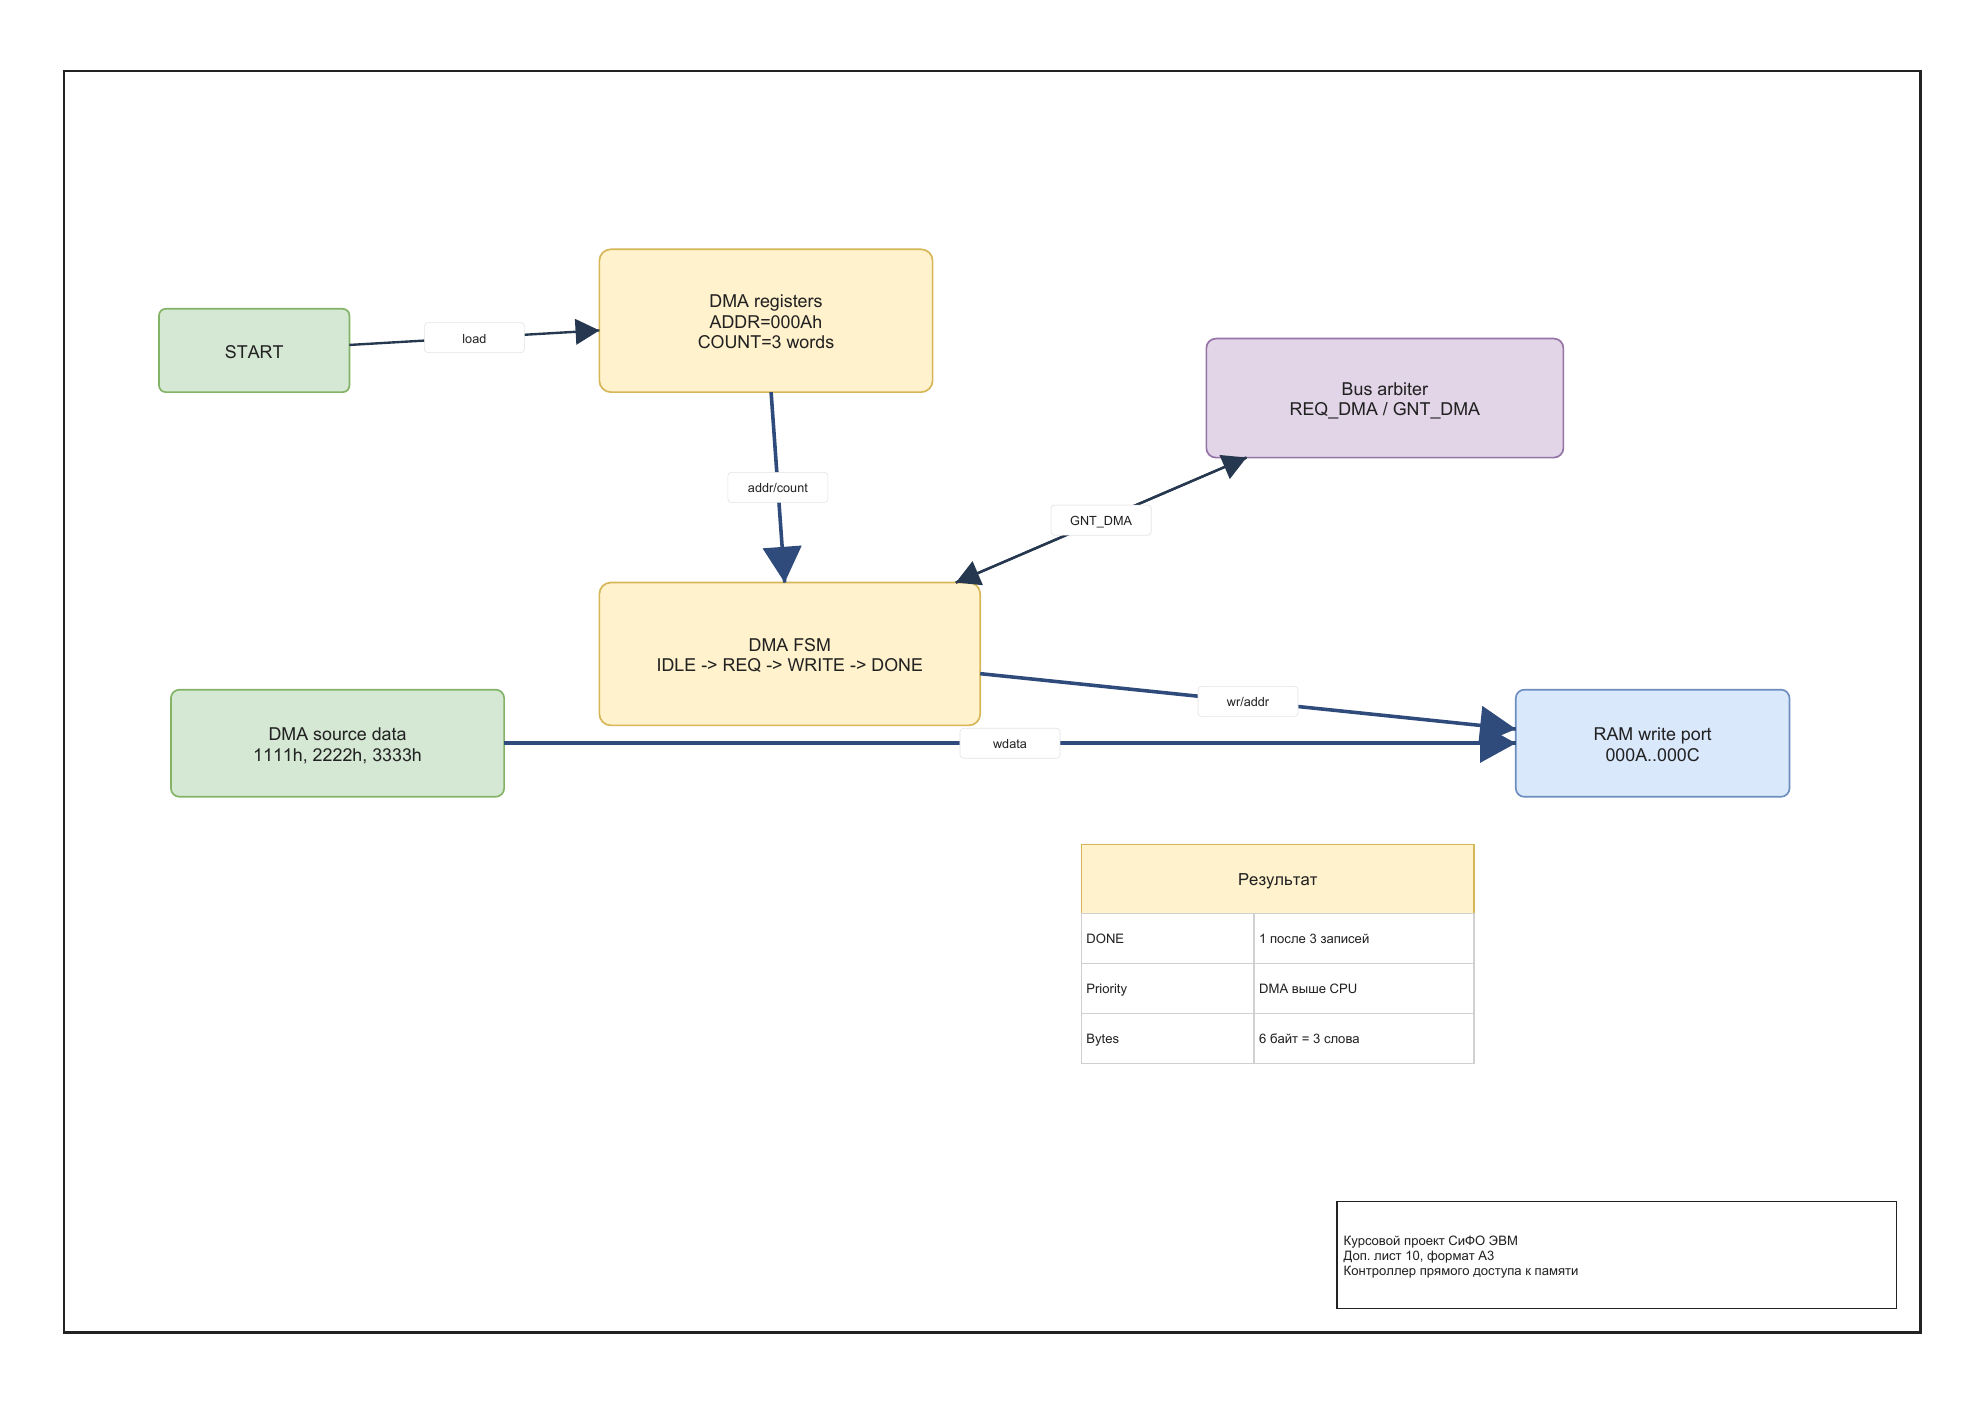 START
load
DMA registers
ADDR=000Ah
COUNT=3 words
Bus arbiter
REQ_DMA / GNT_DMA
addr/count
GNT_DMA
DMA FSM
IDLE -> REQ -> WRITE -> DONE
wr/addr
DMA source data
1111h, 2222h, 3333h
wdata
RAM write port
000A..000C
Результат
DONE 1 после 3 записей
Priority DMA выше CPU
Bytes 6 байт = 3 слова
Курсовой проект СиФО ЭВМ
Доп. лист 10, формат А3
Контроллер прямого доступа к памяти